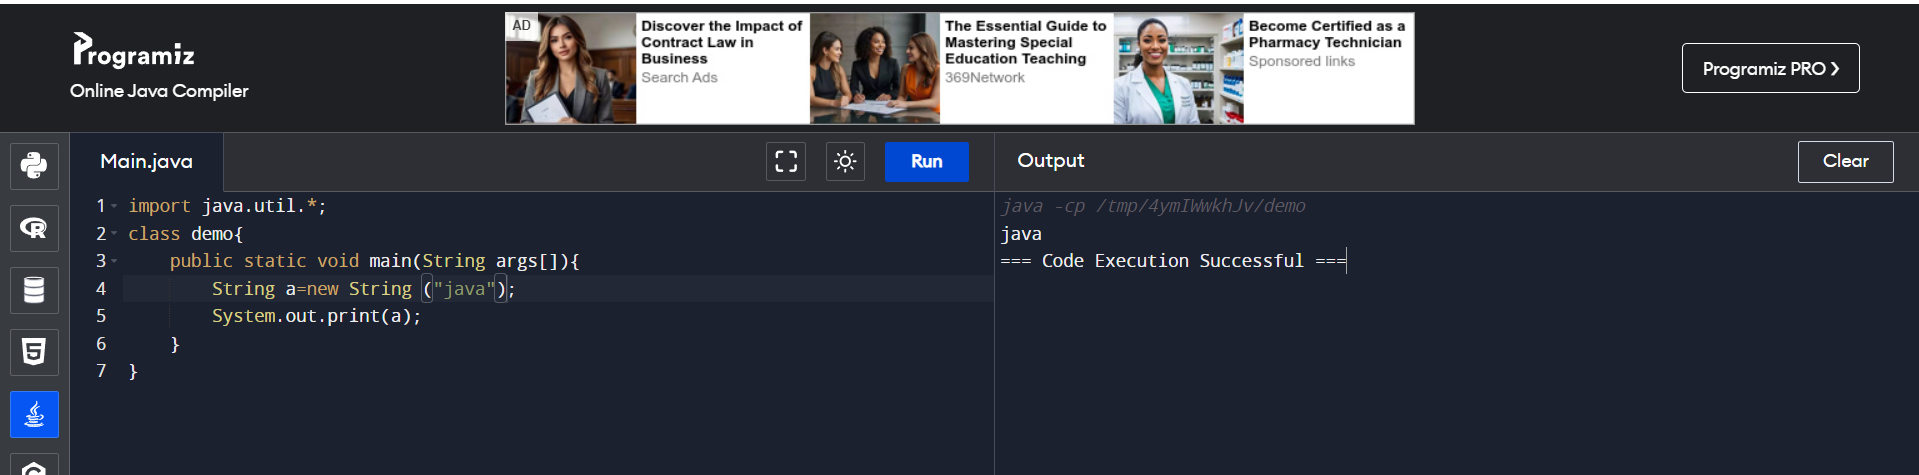 Programiz
Online Java Compiler
AD
Discover the Impact of
Contract Law in
Business
Search Ads
The Essential Guide to
Mastering Special
Education Teaching
369Network
Become Certified as a
Pharmacy Technician
Sponsored links
Programiz PRO ❯
Main.java
Run
1 import java.util.*;
2 class demo{
3     public static void main(String args[]){
4         String a=new String ("java");
5         System.out.print(a);
6     }
7 }
Output
Clear
java -cp /tmp/4ymIWwkhJv/demo
java
=== Code Execution Successful ===
R
5